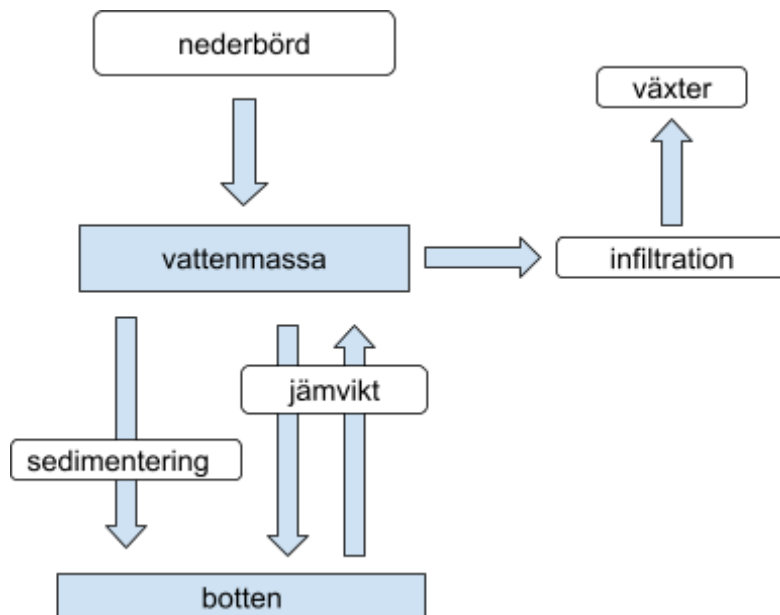 nederbörd
växter
vattenmassa
infiltration
jämvikt
sedimentering
botten